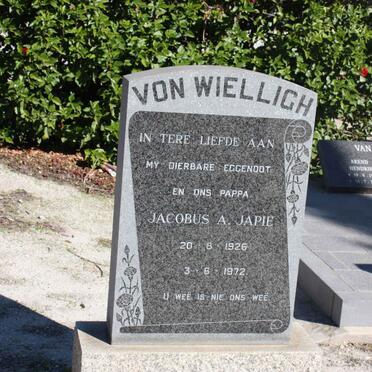 VON WIELLIGH
IN TERE LIEFDE AAN
MY DIERBARE EGGENOOT
EN ONS PAPPA
JACOBUS A. JAPIE
20-6-1926
3-6-1972
U WEË IS NIE ONS WEË
VAN